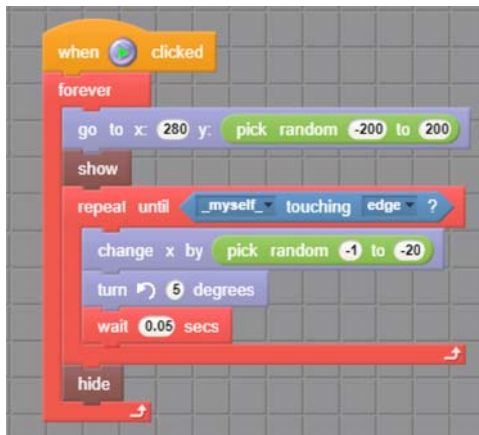 when clicked
forever
go to x: 280 y: pick random -200 to 200
show
repeat until _myself_ touching edge ?
change x by pick random -1 to -20
turn 5 degrees
wait 0.05 secs
hide